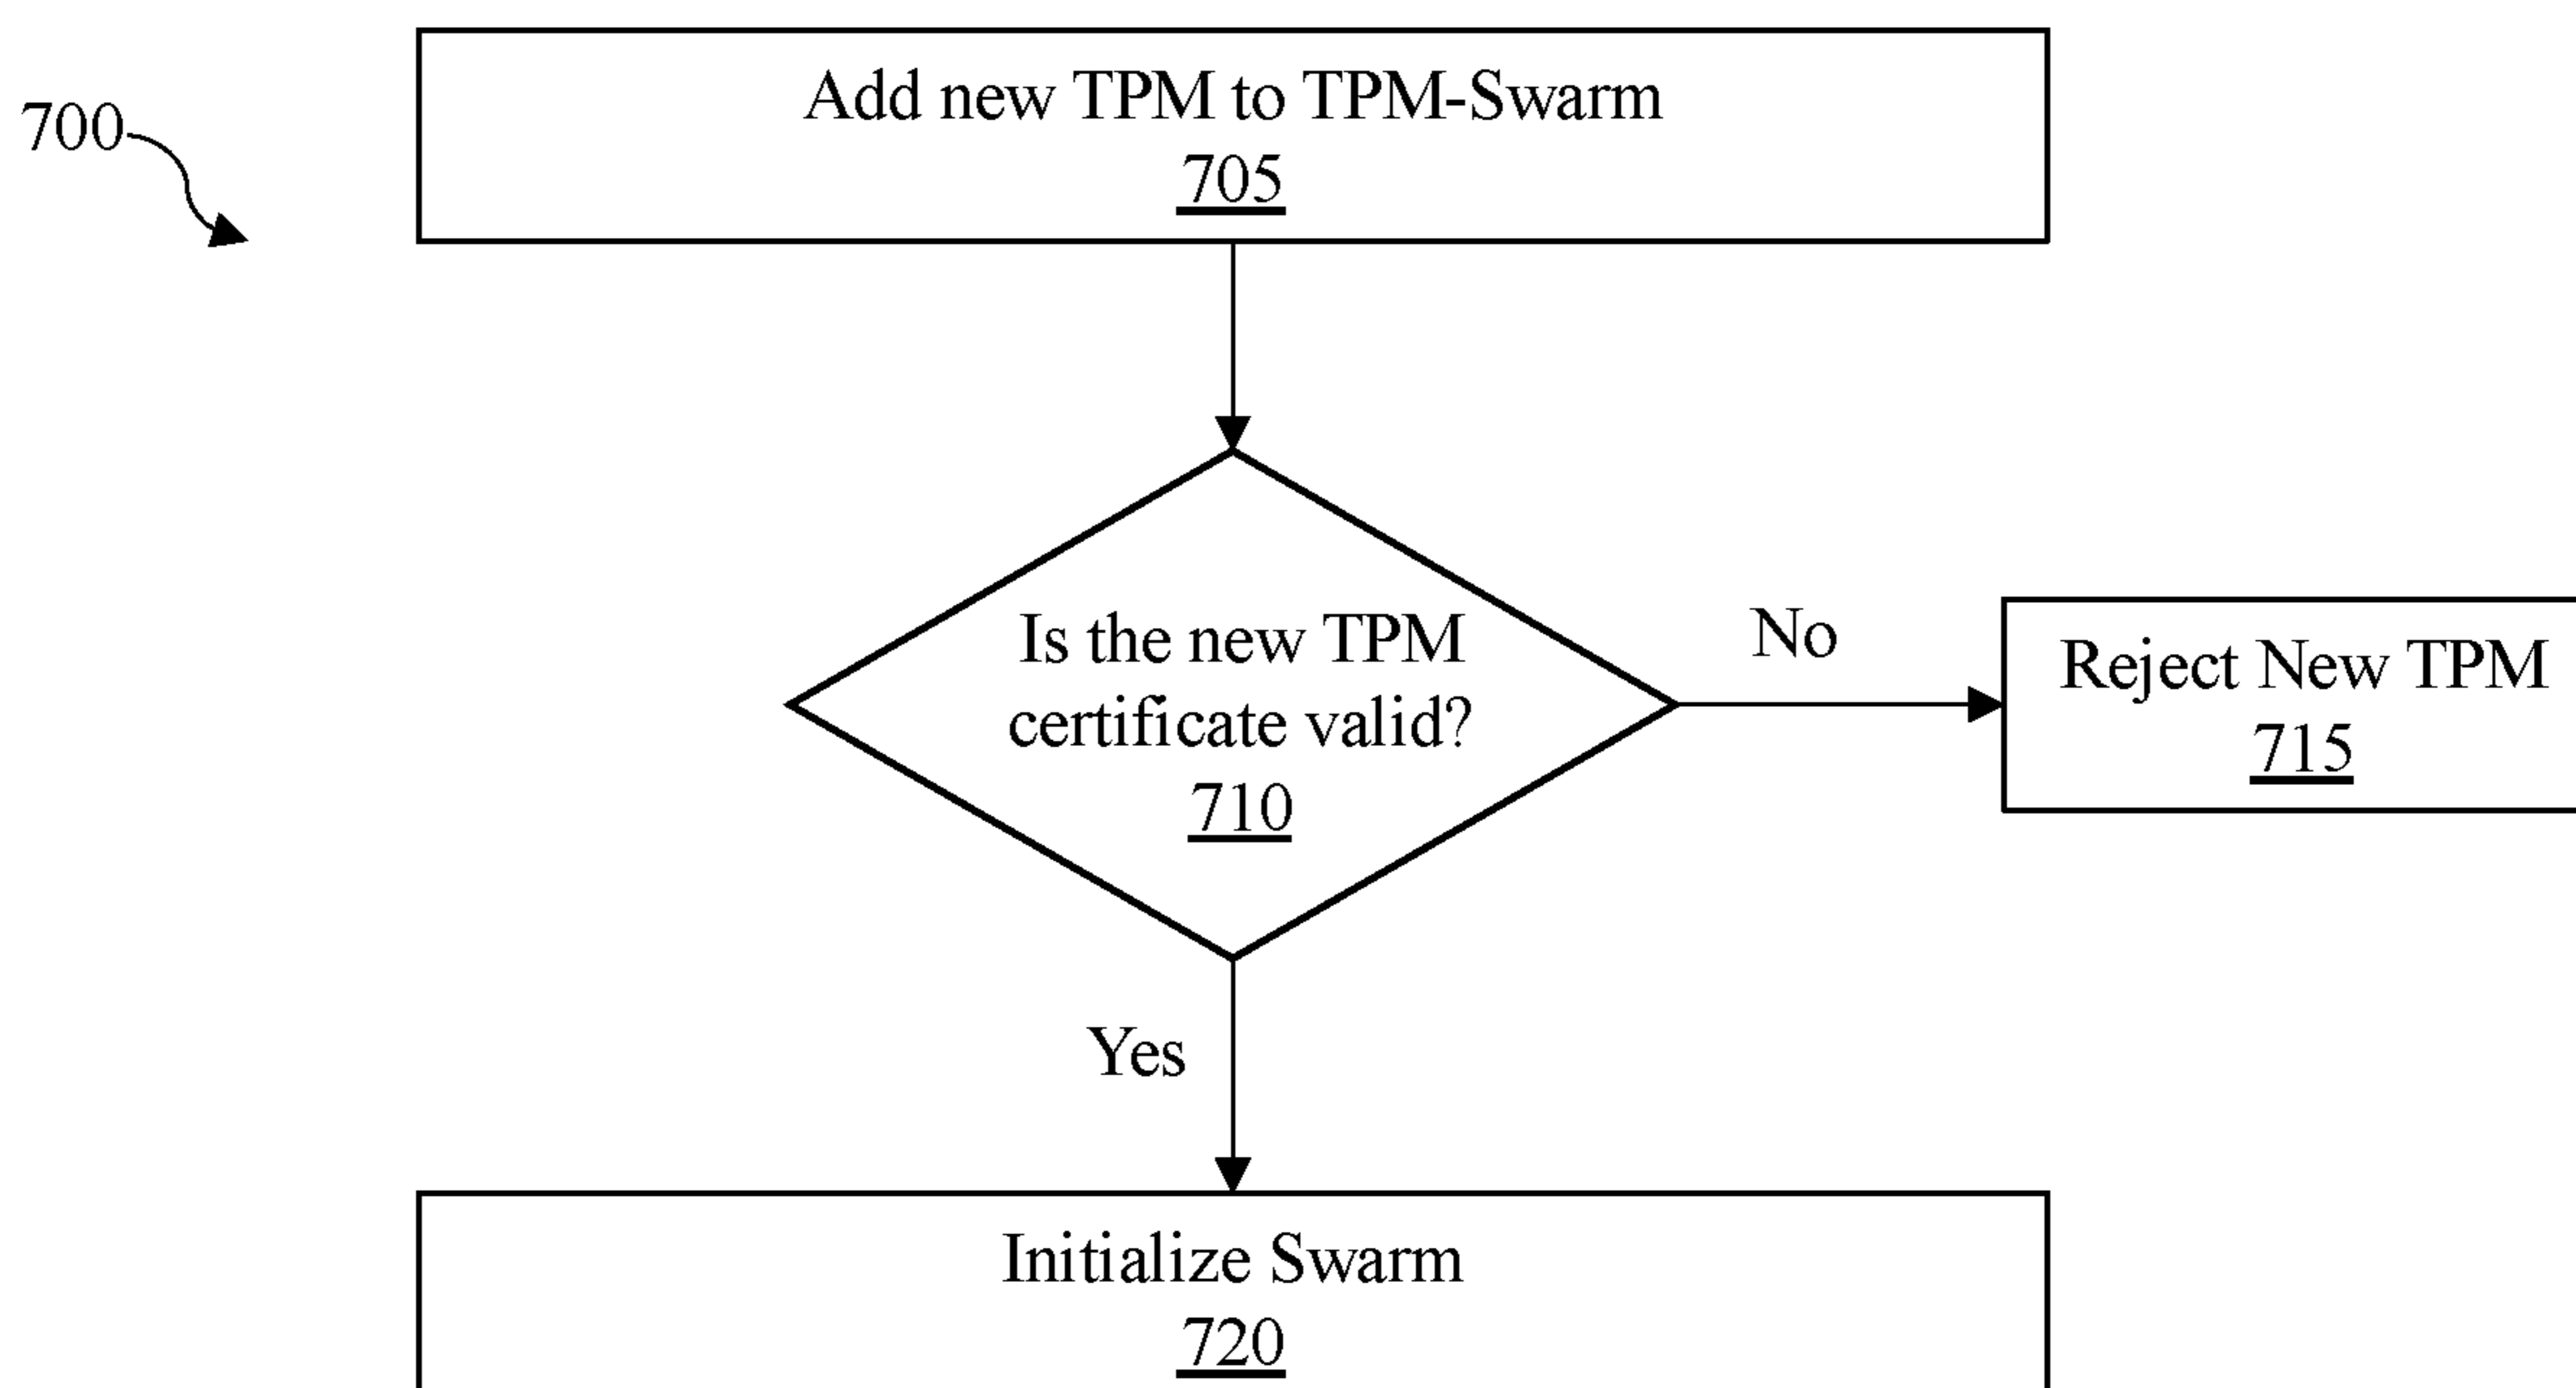 700
Add new TPM to TPM-Swarm
705
Is the new TPM
certificate valid?
710
No
Reject New TPM
715
Yes
Initialize Swarm
720